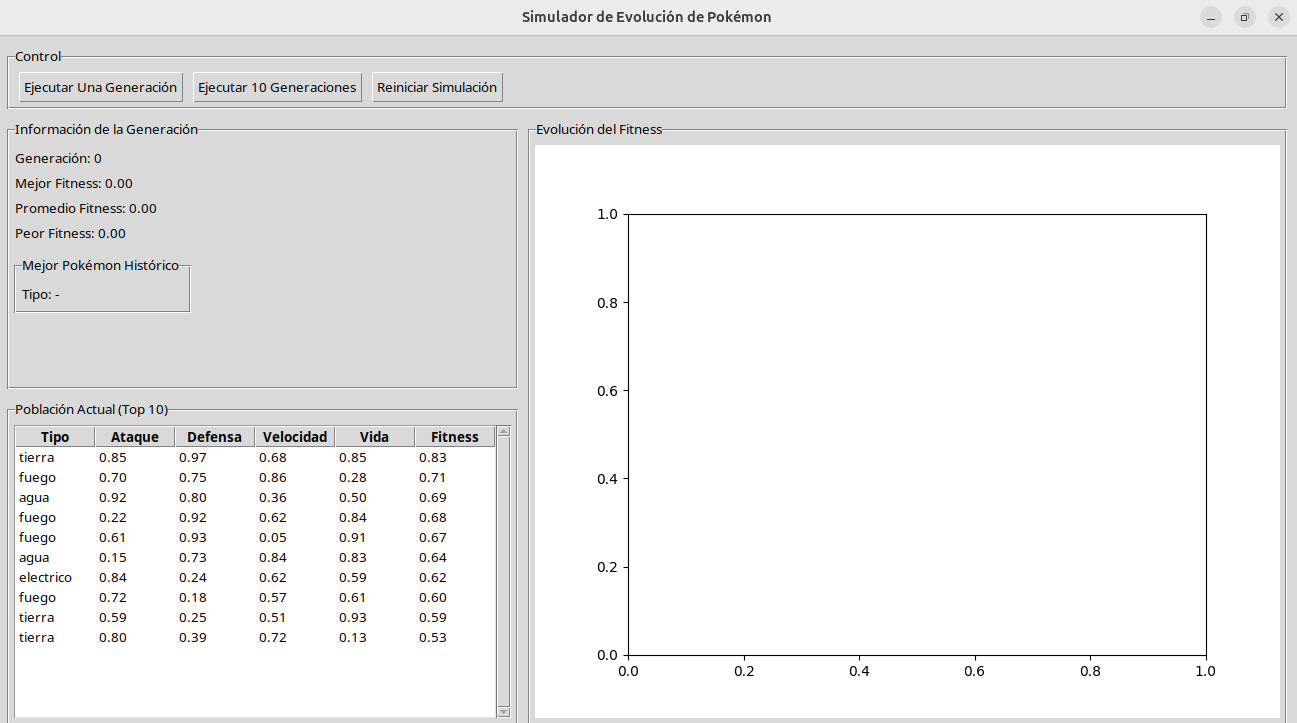 Simulador de Evolución de Pokémon
Control
Ejecutar Una Generación Ejecutar 10 Generaciones Reiniciar Simulación
Información de la Generación
Generación: 0
Mejor Fitness: 0.00
Promedio Fitness: 0.00
Peor Fitness: 0.00
Mejor Pokémon Histórico
Tipo: -
Población Actual (Top 10)
Tipo Ataque Defensa Velocidad Vida Fitness
tierra 0.85 0.97 0.68 0.85 0.83
fuego 0.70 0.75 0.86 0.28 0.71
agua 0.92 0.80 0.36 0.50 0.69
fuego 0.22 0.92 0.62 0.84 0.68
fuego 0.61 0.93 0.05 0.91 0.67
agua 0.15 0.73 0.84 0.83 0.64
electrico 0.84 0.24 0.62 0.59 0.62
fuego 0.72 0.18 0.57 0.61 0.60
tierra 0.59 0.25 0.51 0.93 0.59
tierra 0.80 0.39 0.72 0.13 0.53
Evolución del Fitness
1.0
0.8
0.6
0.4
0.2
0.0
0.0 0.2 0.4 0.6 0.8 1.0